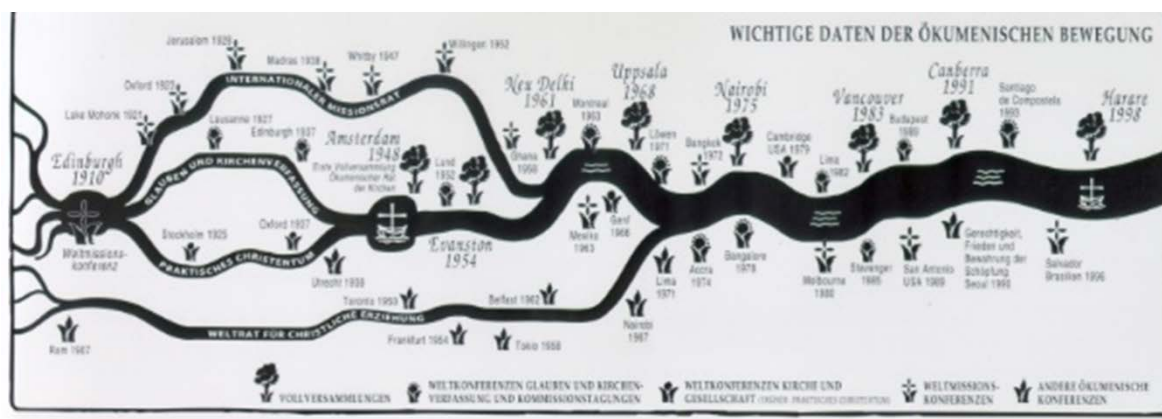 WICHTIGE DATEN DER ÖKUMENISCHEN BEWEGUNG
Edinburgh
1910
Weltmissions-
konferenz
Lake Mohonk 1921
Oxford 1923
Jerusalem 1928
Madras 1938
Whitby 1947
Willingen 1952
INTERNATIONALER MISSIONSRAT
Lausanne 1927
Edinburgh 1937
GLAUBEN UND KIRCHENVERFASSUNG
Stockholm 1925
Oxford 1937
PRAKTISCHES CHRISTENTUM
Utrecht 1938
Amsterdam
1948
Erste Vollversammlung
Ökumenischer Rat
der Kirchen
Lund
1952
Evanston
1954
Rom 1907
WELTRAT FÜR CHRISTLICHE ERZIEHUNG
Toronto 1950
Frankfurt 1954
Tokio 1958
Belfast 1962
Nairobi
1967
Ghana
1958
Neu Delhi
1961
Montreal
1963
Mexiko
1963
Genf
1966
Uppsala
1968
Löwen
1971
Lima
1971
Bangkok
1972
Accra
1974
Nairobi
1975
Bangalore
1978
Cambridge
USA 1979
Melbourne
1980
Lima
1982
Vancouver
1983
Stavanger
1985
Budapest
1989
San Antonio
USA 1989
Canberra
1991
Gerechtigkeit,
Frieden und
Bewahrung der
Schöpfung
Seoul 1990
Santiago
de Compostela
1993
Salvador
Brasilien 1996
Harare
1998
VOLLVERSAMMLUNGEN
WELTKONFERENZEN GLAUBEN UND KIRCHEN-
VERFASSUNG UND KOMMISSIONSTAGUNGEN
WELTKONFERENZEN KIRCHE UND
GESELLSCHAFT
WELTMISSIONS-
KONFERENZEN
ANDERE ÖKUMENISCHE
KONFERENZEN